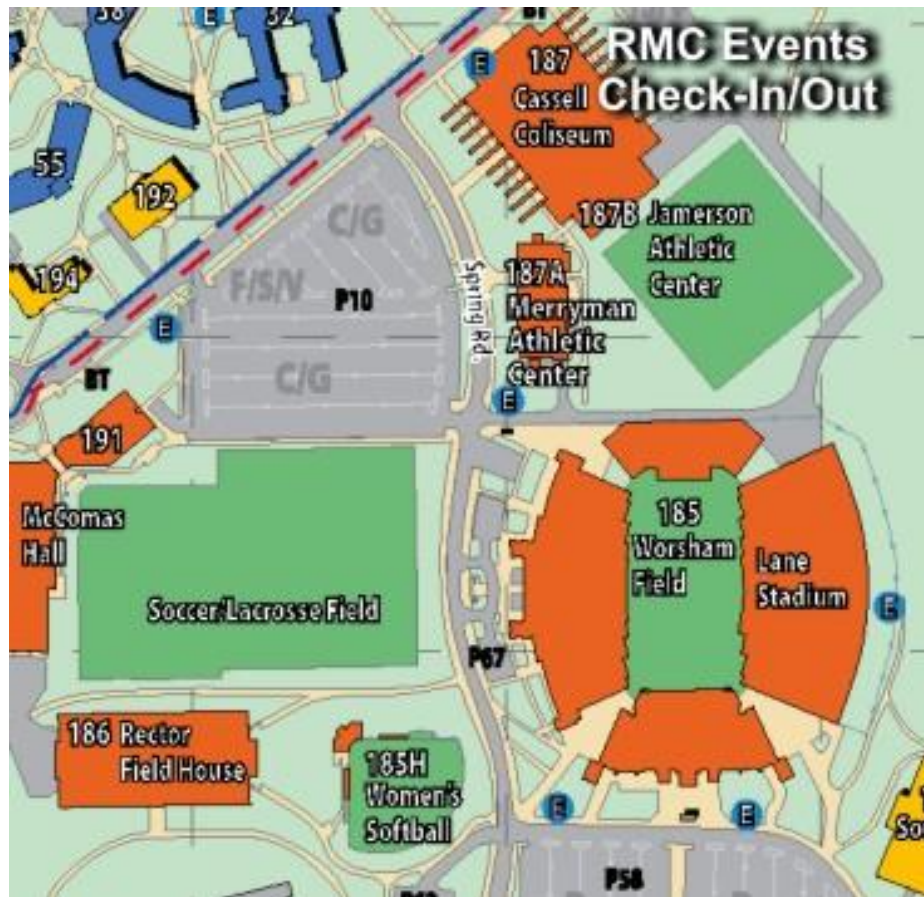 RMC Events
Check-In/Out
BT
38
32
E
E
187
Cassell
Coliseum
55
192
194
C/G
F/S/V
P10
C/G
Spring Rd.
187B Jamerson
Athletic
Center
187A
Merryman
Athletic
Center
E
E
BT
191
McComas
Hall
Soccer/Lacrosse Field
185
Worsham
Field
Lane
Stadium
E
P67
186 Rector
Field House
185H
Women's
Softball
E
E
P58